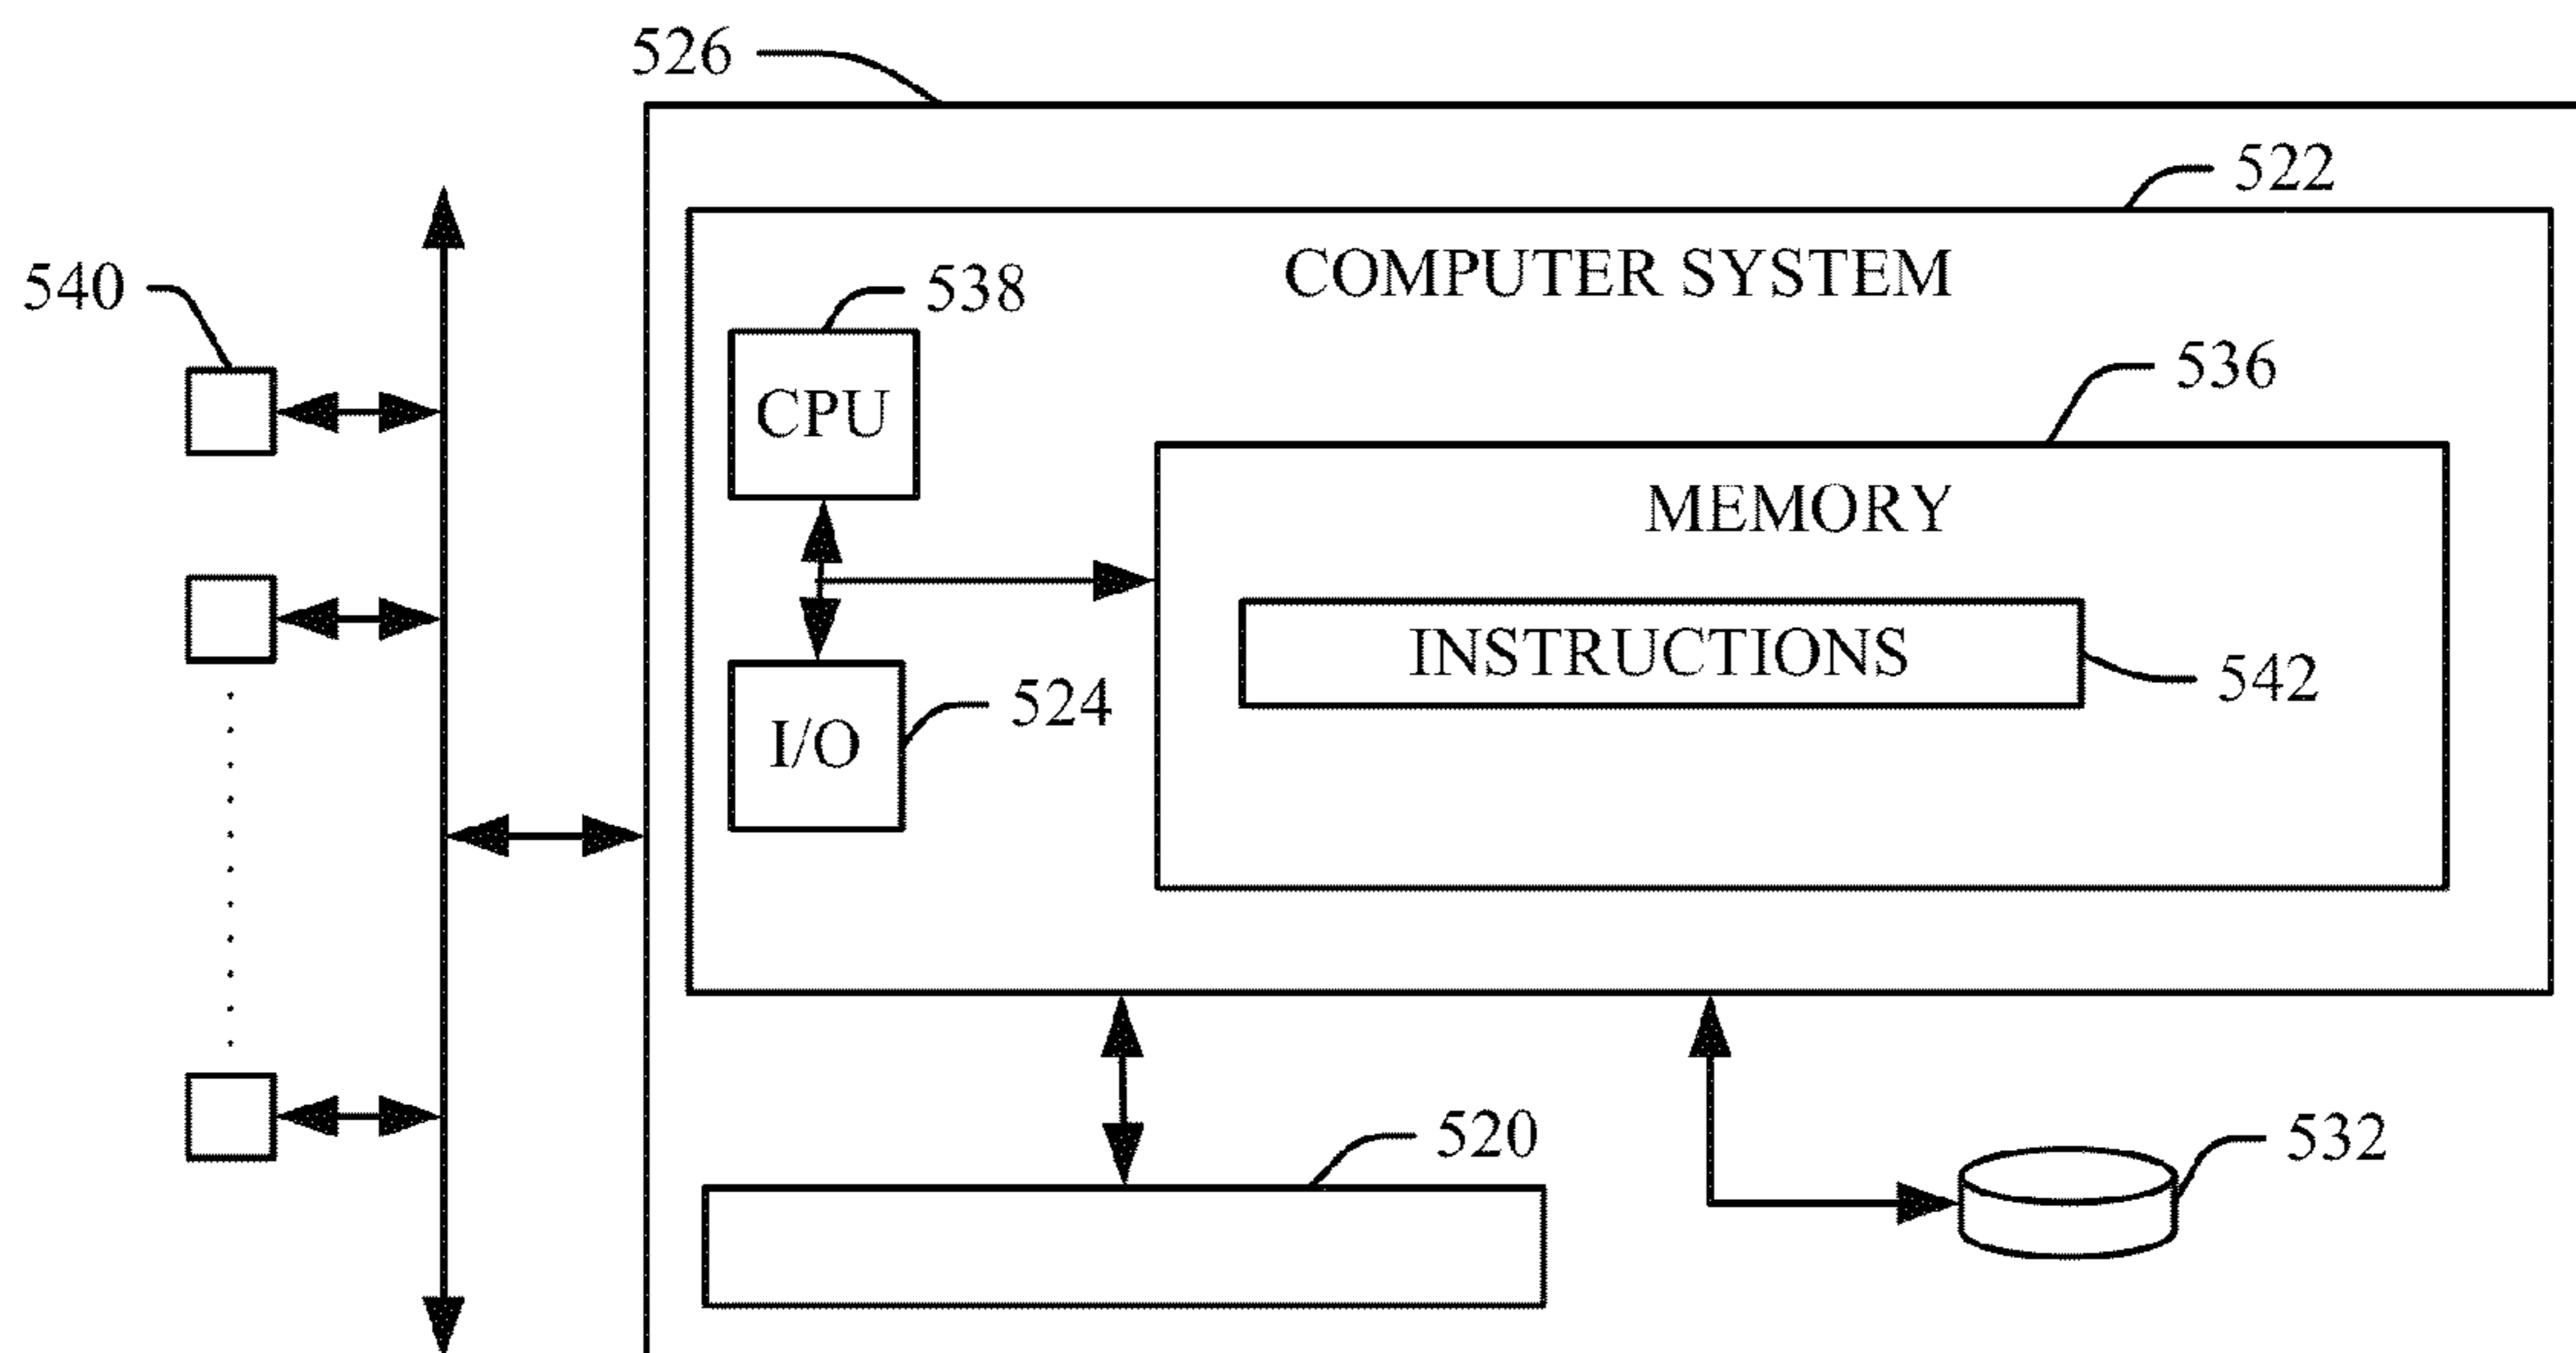 526
522
COMPUTER SYSTEM
540
538
CPU
536
MEMORY
INSTRUCTIONS
542
524
I/O
520
532